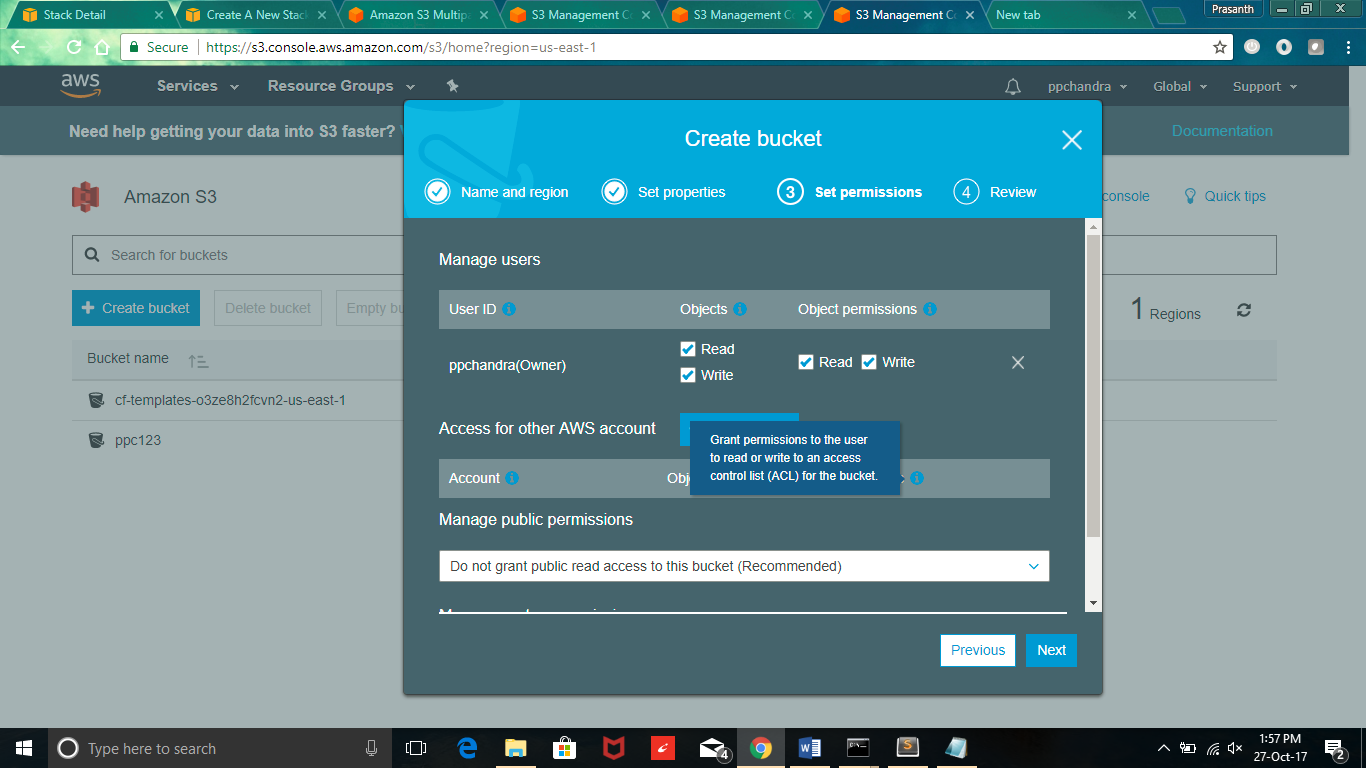 Stack Detail
Create A New Stac
Amazon S3 Multipa
S3 Management C
S3 Management C
S3 Management C
New tab
Prasanth
Secure
https://s3.console.aws.amazon.com/s3/home?region=us-east-1
aws
Services
Resource Groups
ppchandra
Global
Support
Need help getting your data into S3 faster?
Documentation
Create bucket
Name and region
Set properties
3 Set permissions
4 Review
Amazon S3
console
Quick tips
Search for buckets
Manage users
Create bucket
Delete bucket
Empty bu
1 Regions
User ID
Objects
Object permissions
Bucket name
ppchandra(Owner)
Read
Write
Read
Write
cf-templates-o3ze8h2fcvn2-us-east-1
ppc123
Access for other AWS account
Grant permissions to the user
to read or write to an access
control list (ACL) for the bucket.
Account
Obj
Manage public permissions
Do not grant public read access to this bucket (Recommended)
Previous
Next
Type here to search
4
1:57 PM
27-Oct-17
2